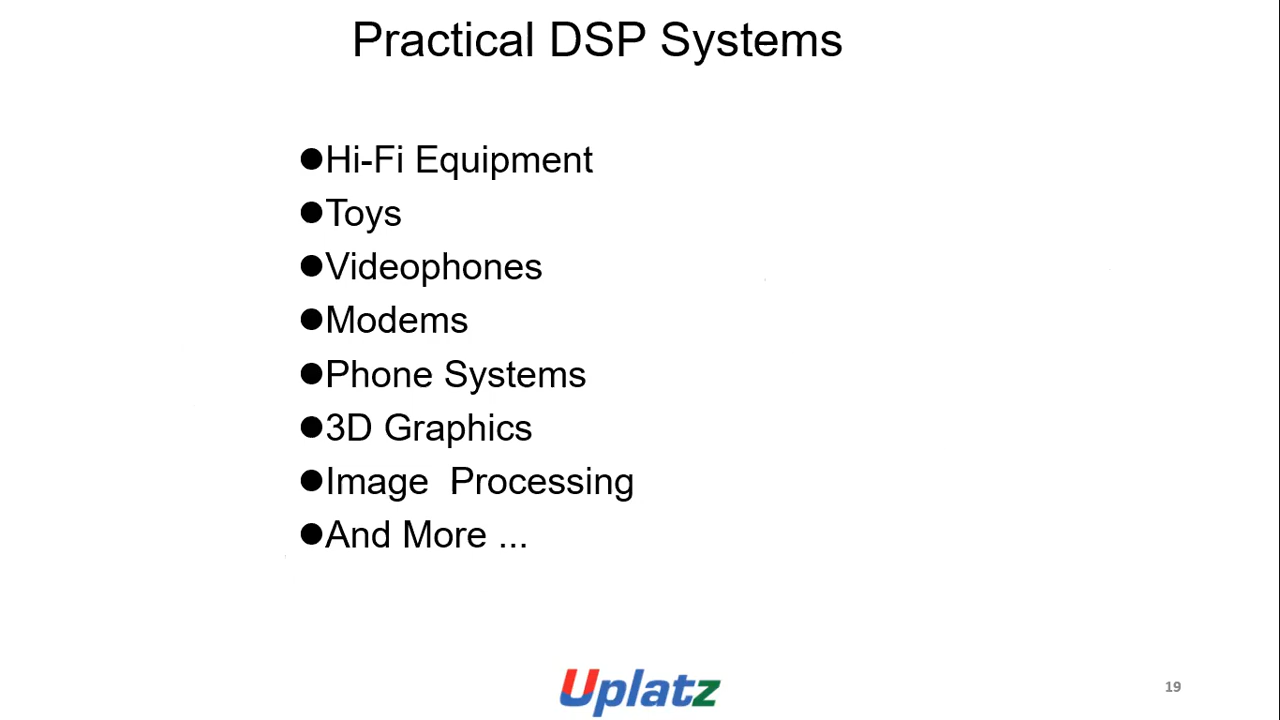 Practical DSP Systems
●Hi-Fi Equipment
●Toys
●Videophones
●Modems
●Phone Systems
●3D Graphics
●Image  Processing
●And More ...
Uplatz
19